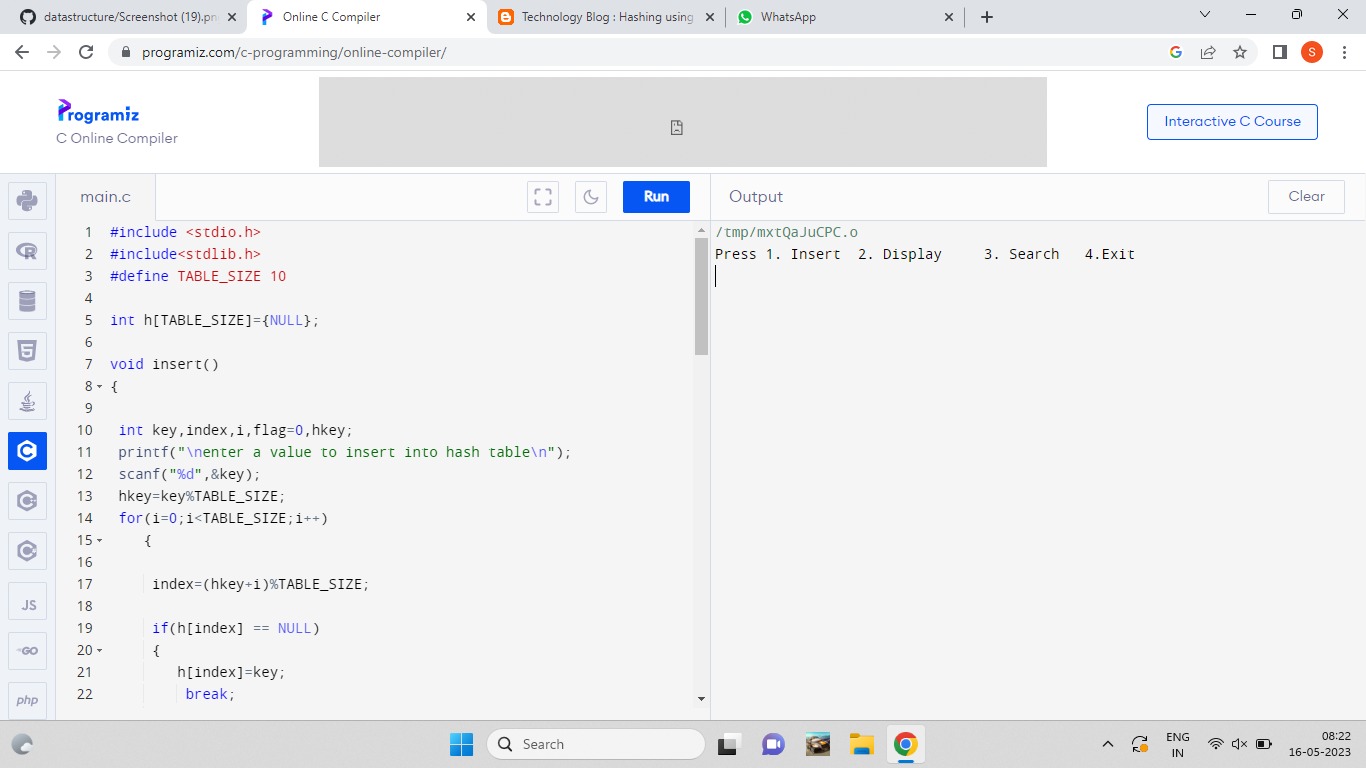 datastructure/Screenshot (19).pn
Online C Compiler
Technology Blog : Hashing using
WhatsApp
programiz.com/c-programming/online-compiler/
S
Programiz
C Online Compiler
Interactive C Course
main.c
Run
Output
Clear
1 #include <stdio.h>
2 #include<stdlib.h>
3 #define TABLE_SIZE 10
4
5 int h[TABLE_SIZE]={NULL};
6
7 void insert()
8 {
9
10 int key,index,i,flag=0,hkey;
11 printf("\nenter a value to insert into hash table\n");
12 scanf("%d",&key);
13 hkey=key%TABLE_SIZE;
14 for(i=0;i<TABLE_SIZE;i++)
15 {
16
17 index=(hkey+i)%TABLE_SIZE;
18
19 if(h[index] == NULL)
20 {
21 h[index]=key;
22 break;
/tmp/mxtQaJuCPC.o
Press 1. Insert  2. Display     3. Search   4.Exit
R
5
C
C
C
JS
GO
php
Search
ENG
IN
08:22
16-05-2023